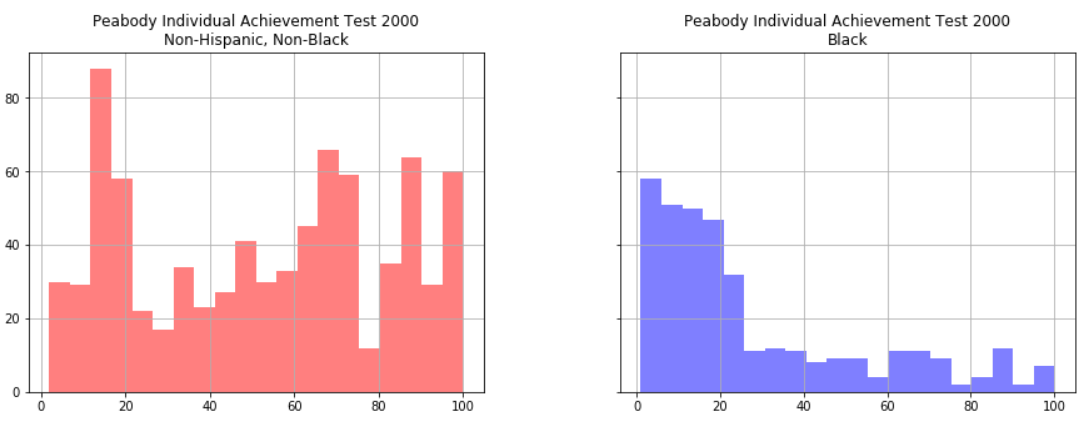 Peabody Individual Achievement Test 2000
Non-Hispanic, Non-Black
80
60
40
20
0
0 20 40 60 80 100
Peabody Individual Achievement Test 2000
Black
0 20 40 60 80 100